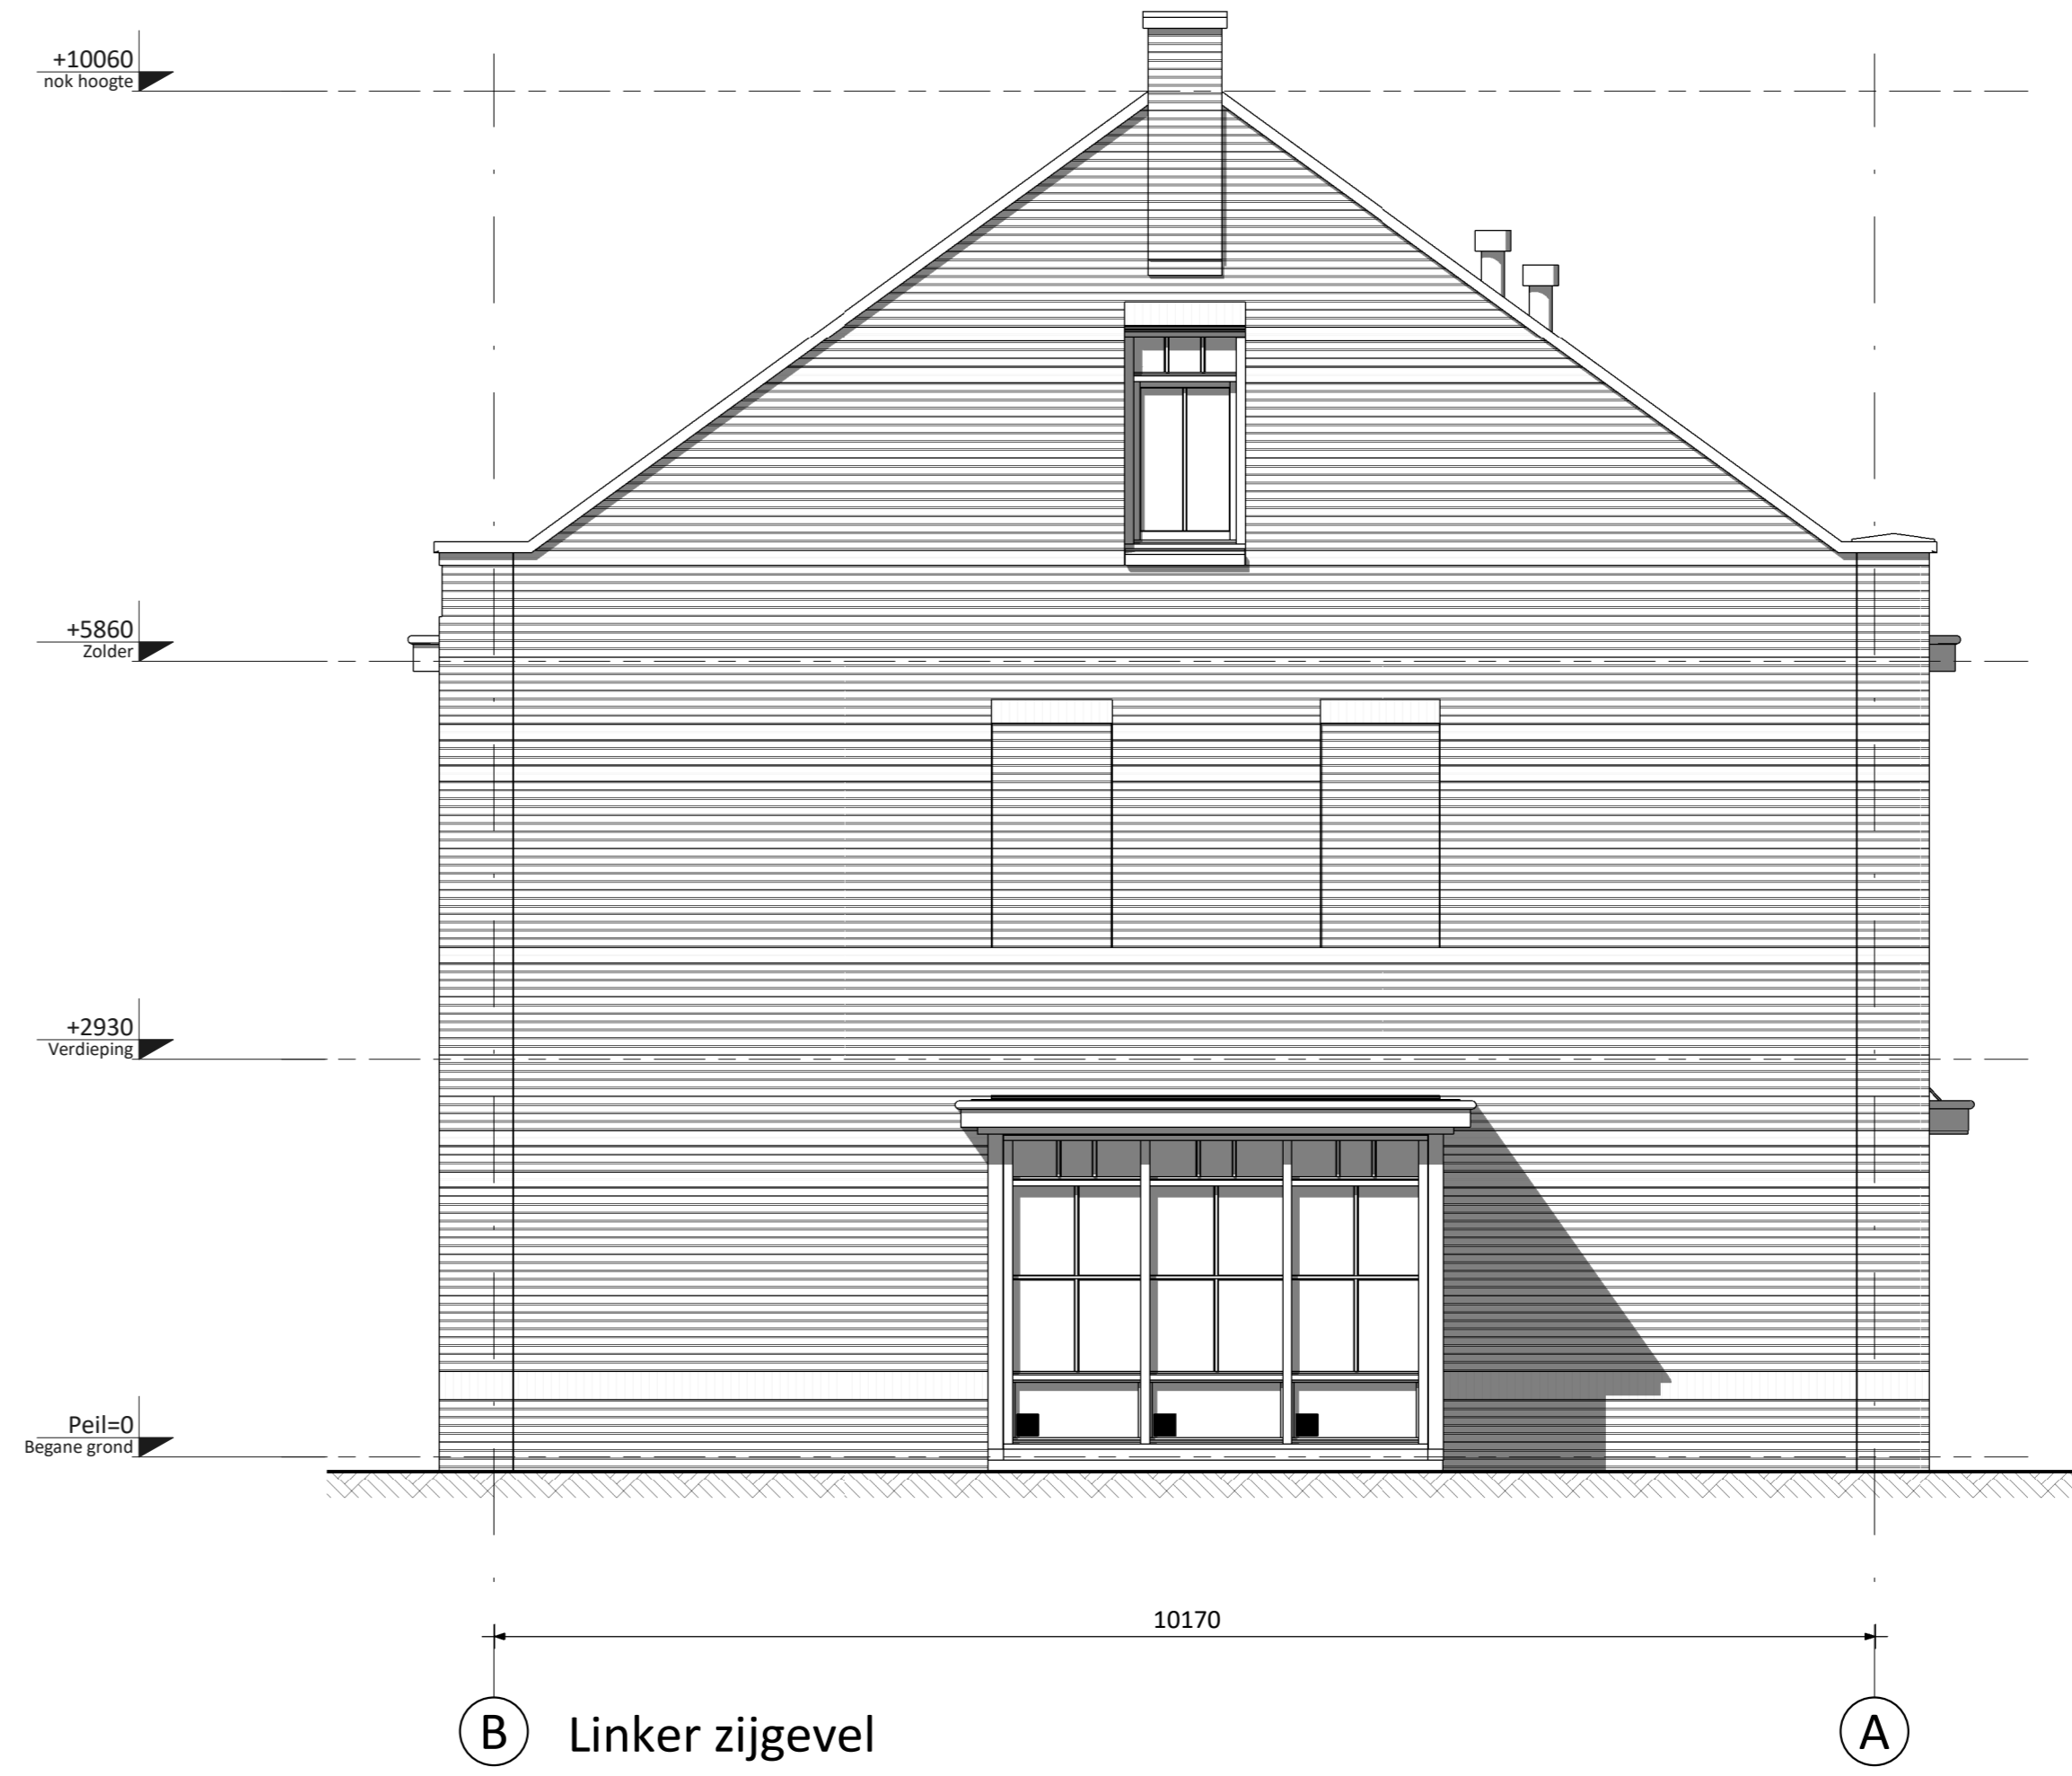 +10060
nok hoogte
+5860
Zolder
+2930
Verdieping
Peil=0
Begane grond
10170
B
Linker zijgevel
A